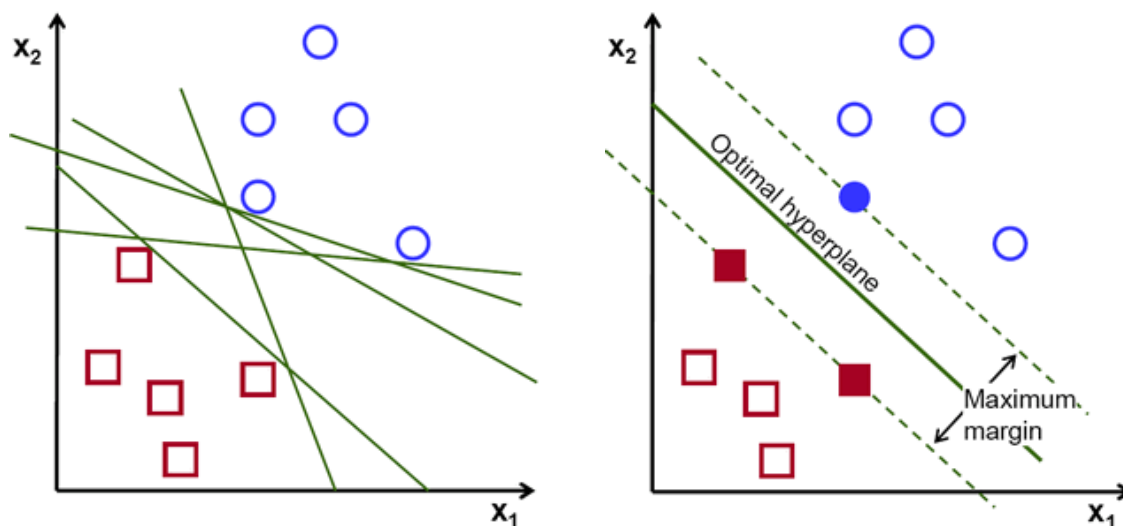 x₂
x₁
x₂
Optimal hyperplane
Maximum
margin
x₁